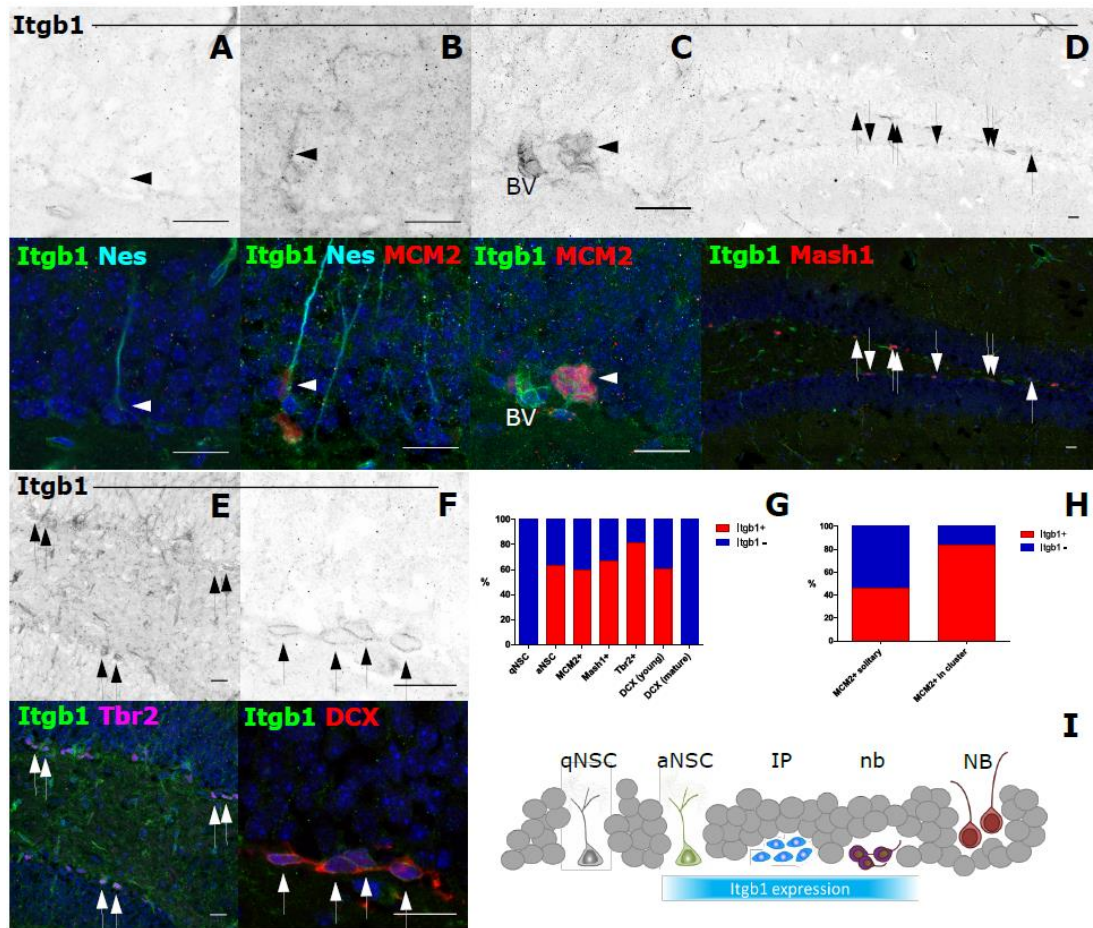 Itgb1
A
B
C
D
BV
Itgb1 Nes
Itgb1 Nes MCM2
Itgb1 MCM2
Itgb1 Mash1
BV
Itgb1
E
F
G
H
100
80
60
40
20
0
%
Itgb1+
Itgb1 -
qNSC
aNSC
MCM2+
Mash1+
Tbr2+
DCX (young)
DCX (mature)
100
80
60
40
20
0
%
Itgb1+
Itgb1 -
MCM2+ solitary
MCM2+ in cluster
Itgb1 Tbr2
Itgb1 DCX
I
qNSC aNSC IP nb NB
Itgb1 expression